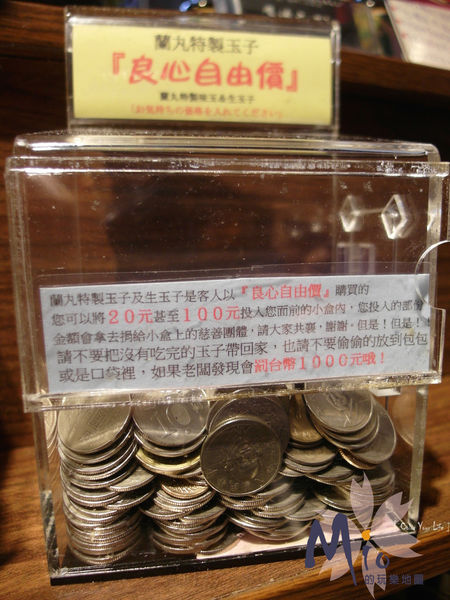 蘭丸特製玉子
『良心自由價』
蘭丸特製味玉&生玉子
(お気持ちの価格を入れてください)
蘭丸特製玉子及生玉子是客人以『良心自由價』購買的
您可以將20元甚至100元投入您面前的小盒內，您投入的部份
金額會拿去捐給小盒上的慈善團體，請大家共襄，謝謝，但是！但是！
請不要把沒有吃完的玉子帶回家，也請不要偷偷的放到包包
或是口袋裡，如果老闆發現會罰台幣1000元哦！
Mio
的玩樂地圖